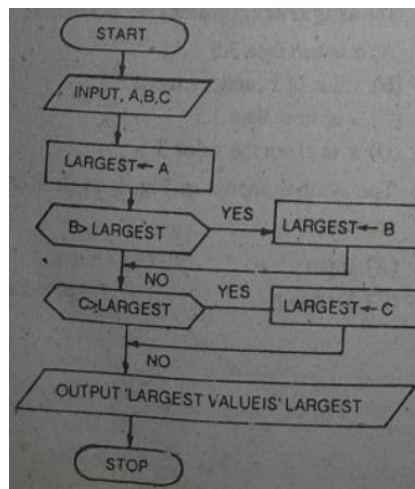 START
INPUT, A,B,C
LARGEST← A
B> LARGEST
YES
LARGEST← B
NO
C>LARGEST
YES
LARGEST← C
NO
OUTPUT 'LARGEST VALUEIS' LARGEST
STOP